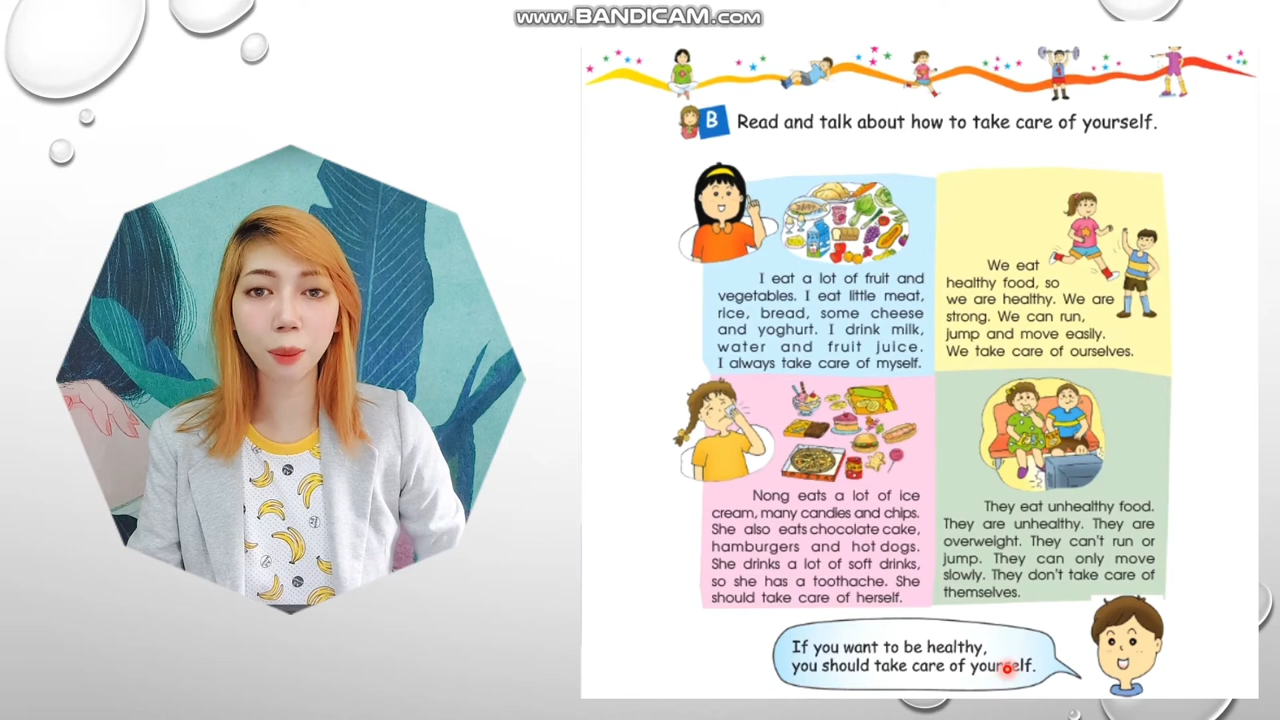 www.BANDICAM.com
B Read and talk about how to take care of yourself.
I eat a lot of fruit and
vegetables. I eat little meat,
rice, bread, some cheese
and yoghurt. I drink milk,
water and fruit juice.
I always take care of myself.
We eat
healthy food, so
we are healthy. We are
strong. We can run,
jump and move easily.
We take care of ourselves.
Nong eats a lot of ice
cream, many candies and chips.
She also eats chocolate cake,
hamburgers and hot dogs.
She drinks a lot of soft drinks,
so she has a toothache. She
should take care of herself.
They eat unhealthy food.
They are unhealthy. They are
overweight. They can't run or
jump. They can only move
slowly. They don't take care of
themselves.
If you want to be healthy,
you should take care of yourself.